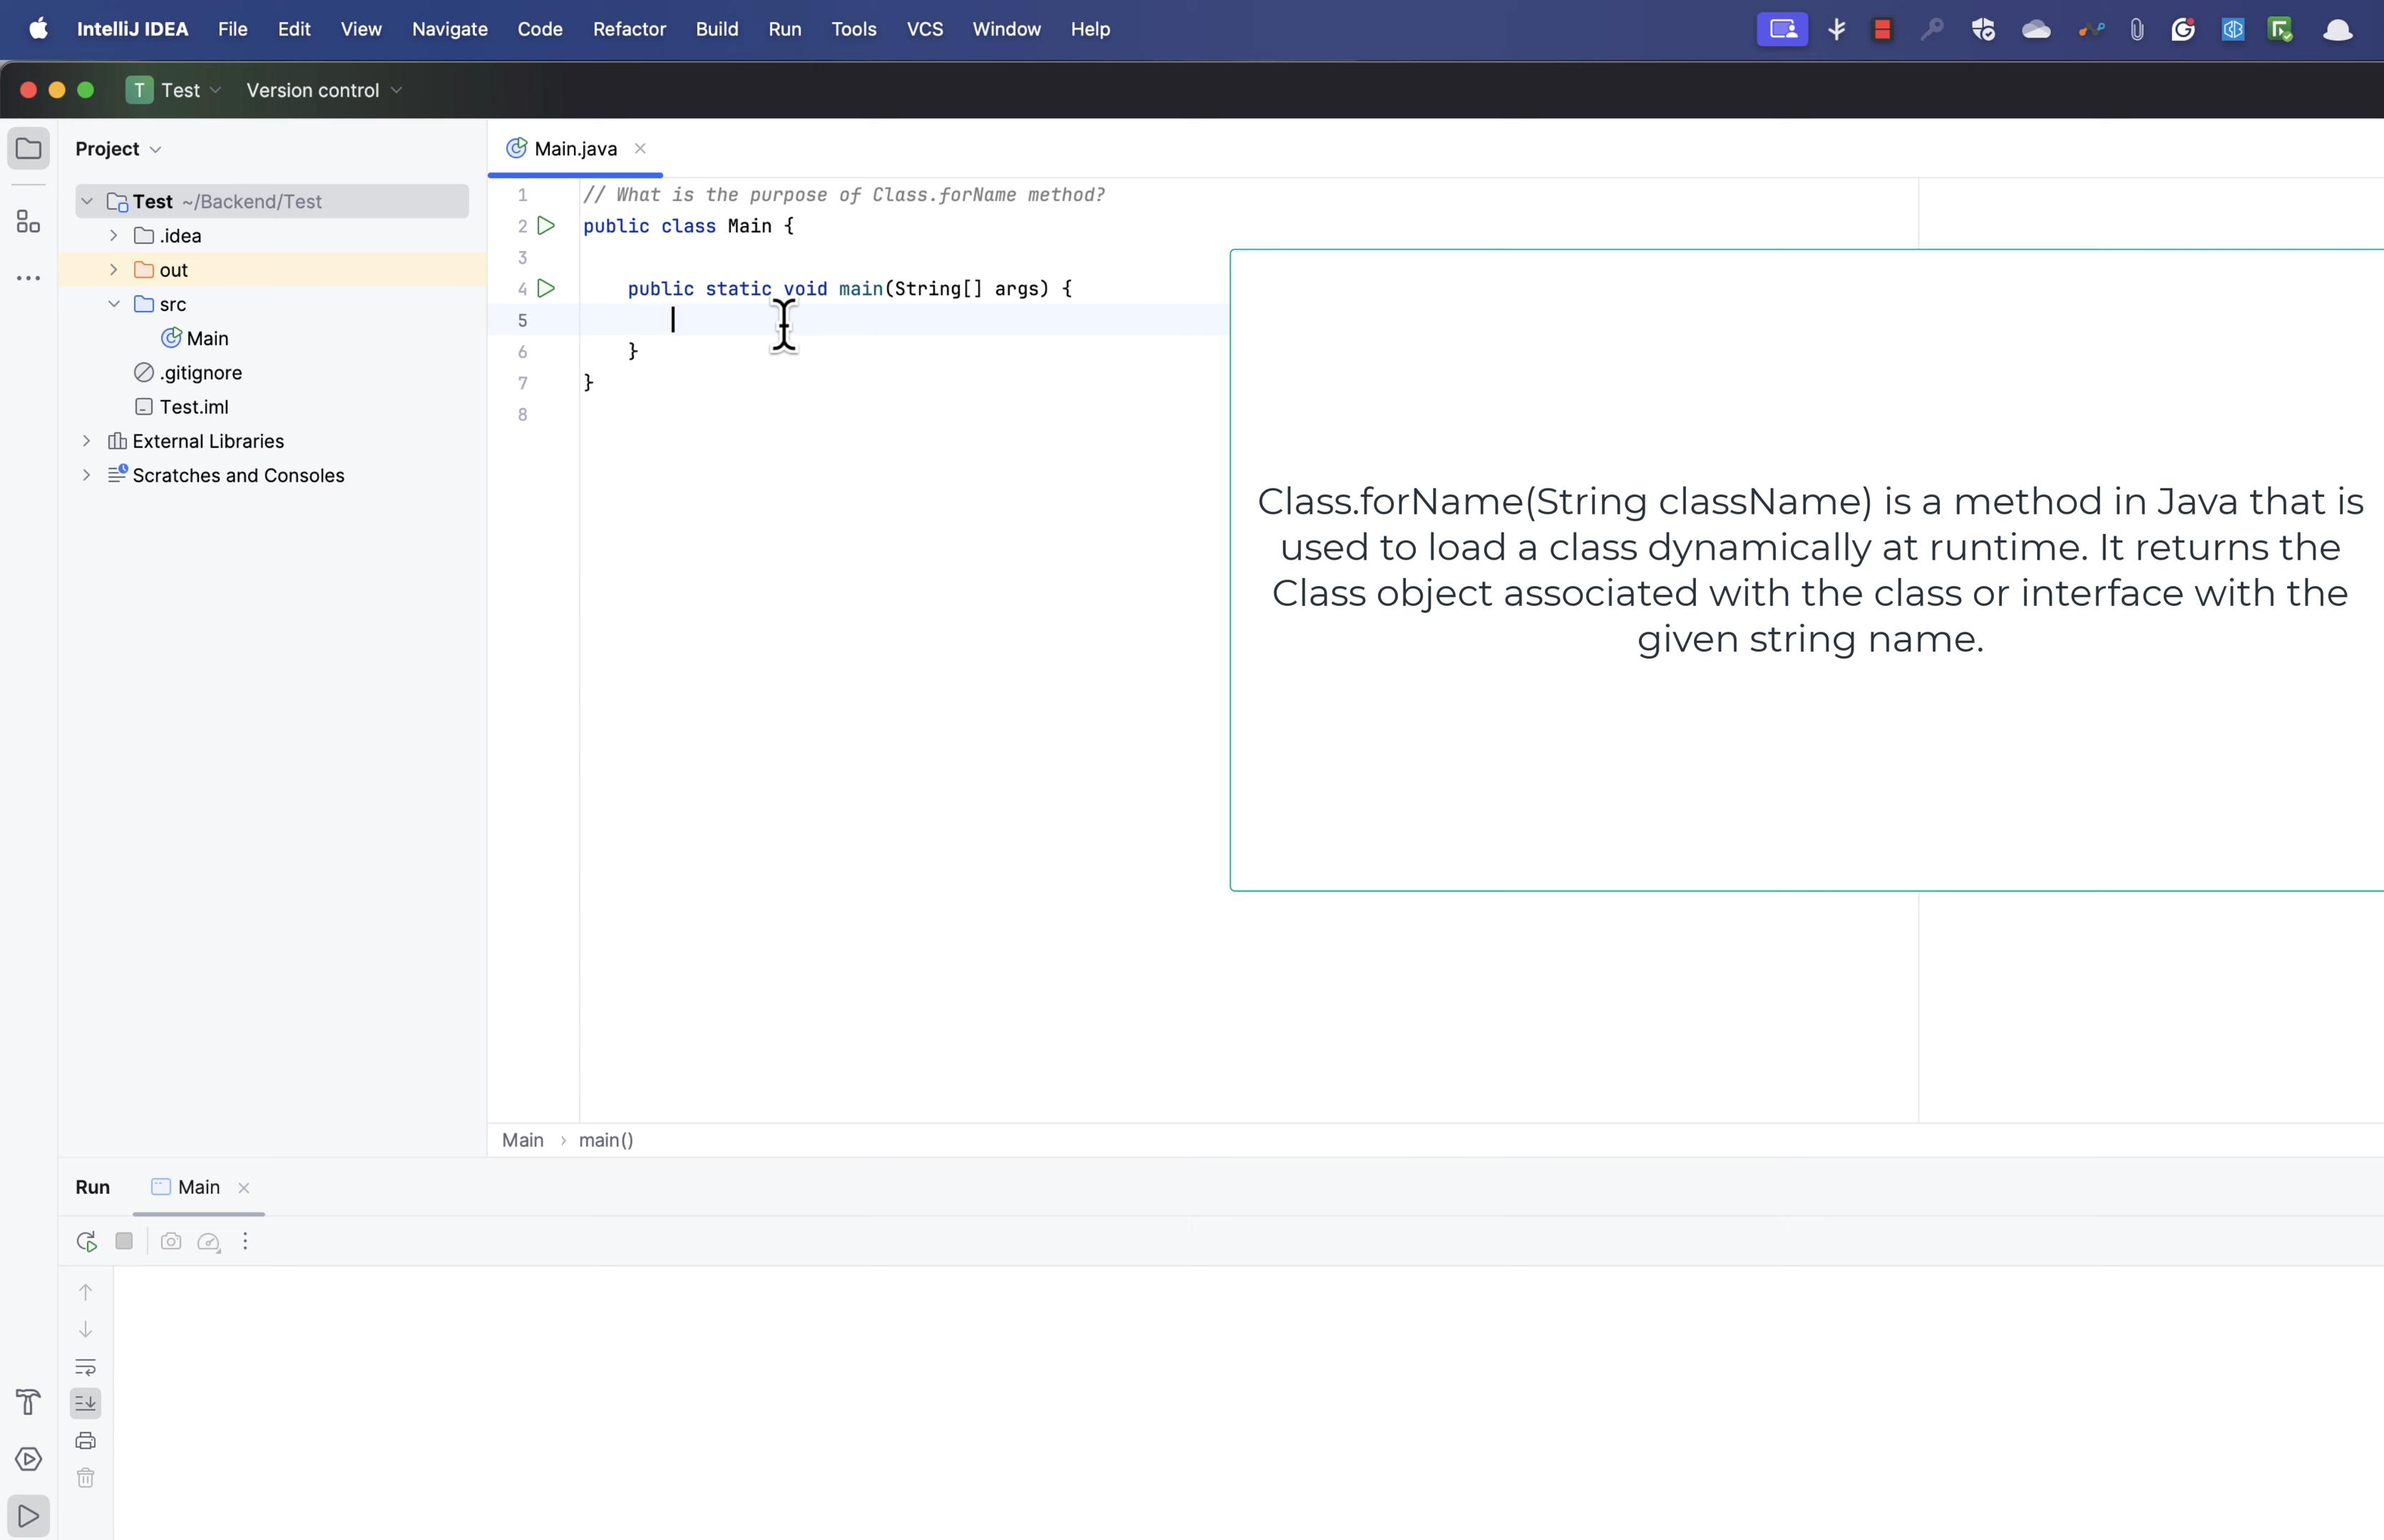 IntelliJ IDEA File Edit View Navigate Code Refactor Build Run Tools VCS Window Help
T Test Version control
Project
Main.java
Test ~/Backend/Test
.idea
out
src
Main
.gitignore
Test.iml
External Libraries
Scratches and Consoles
1 // What is the purpose of Class.forName method?
2 public class Main {
3
4 public static void main(String[] args) {
5
6 }
7 }
8
Class.forName(String className) is a method in Java that is
used to load a class dynamically at runtime. It returns the
Class object associated with the class or interface with the
given string name.
Main › main()
Run Main